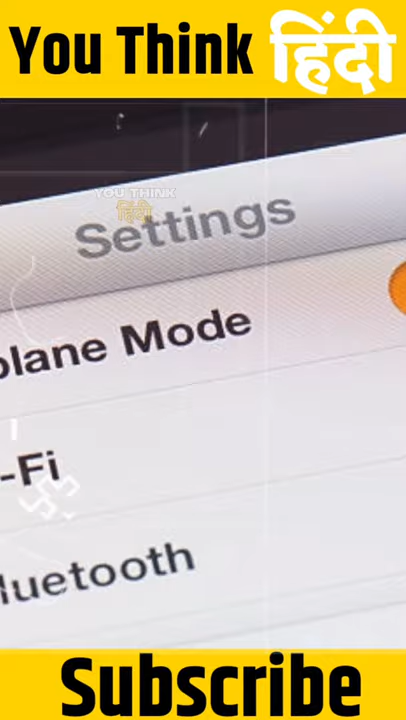 You Think हिंदी
YOU THINK
हिंदी
Settings
plane Mode
-Fi
luetooth
Subscribe